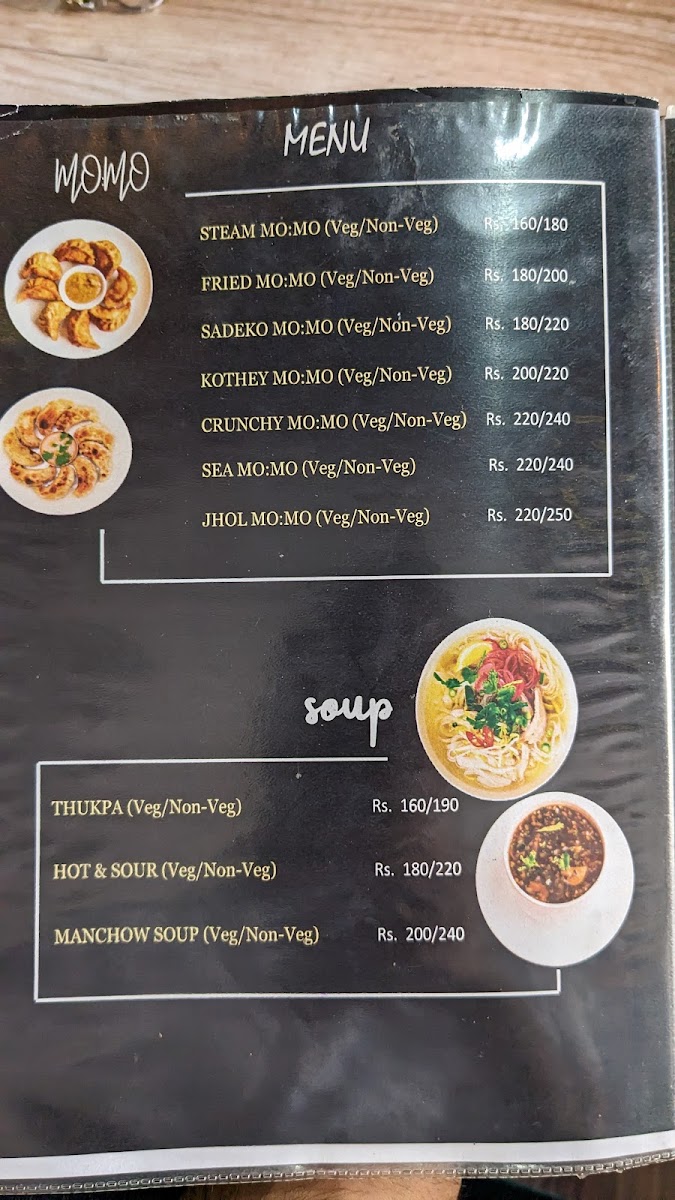 MENU
MOMO
STEAM MO:MO (Veg/Non-Veg) Rs. 160/180
FRIED MO:MO (Veg/Non-Veg) Rs. 180/200
SADEKO MO:MO (Veg/Non-Veg) Rs. 180/220
KOTHEY MO:MO (Veg/Non-Veg) Rs. 200/220
CRUNCHY MO:MO (Veg/Non-Veg) Rs. 220/240
SEA MO:MO (Veg/Non-Veg) Rs. 220/240
JHOL MO:MO (Veg/Non-Veg) Rs. 220/250
soup
THUKPA (Veg/Non-Veg) Rs. 160/190
HOT & SOUR (Veg/Non-Veg) Rs. 180/220
MANCHOW SOUP (Veg/Non-Veg) Rs. 200/240